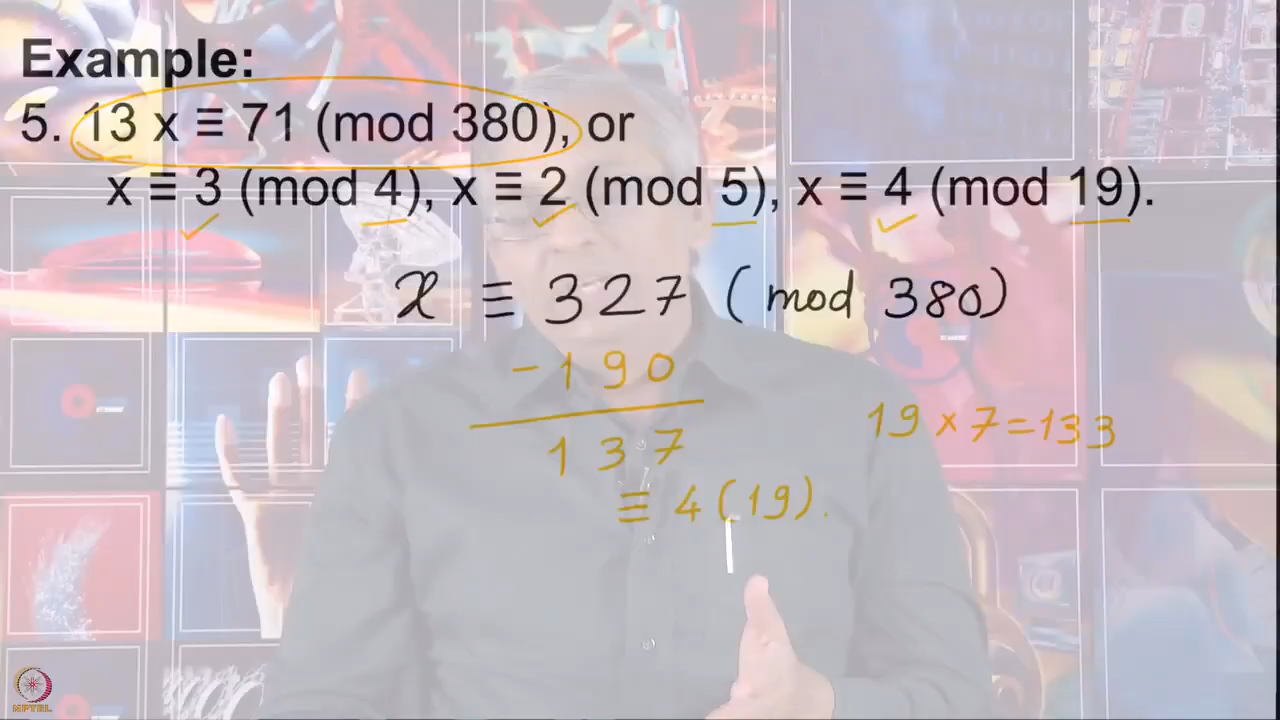 Example:
5. 13 x ≡ 71 (mod 380), or
x ≡ 3 (mod 4), x ≡ 2 (mod 5), x ≡ 4 (mod 19).
x ≡ 327 (mod 380)
- 190
137
19 × 7 = 133
≡ 4 (19).
NPTEL